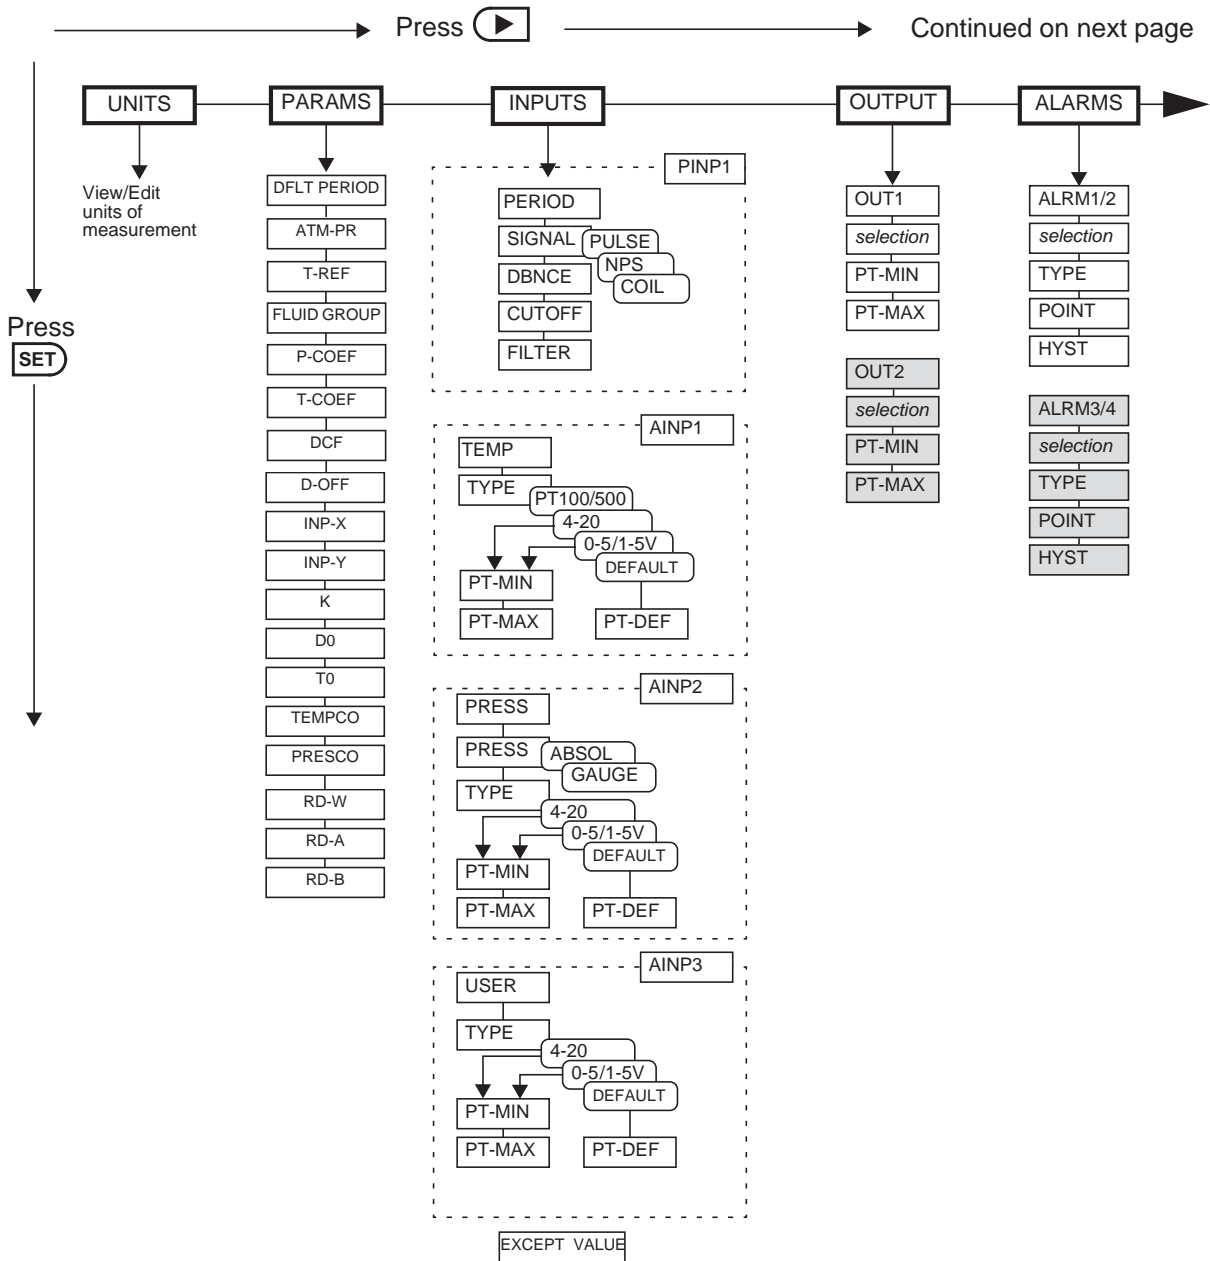 Press
Continued on next page
Press
SET
UNITS
View/Edit
units of
measurement
PARAMS
DFLT PERIOD
ATM-PR
T-REF
FLUID GROUP
P-COEF
T-COEF
DCF
D-OFF
INP-X
INP-Y
K
D0
T0
TEMPCO
PRESCO
RD-W
RD-A
RD-B
INPUTS
PINP1
PERIOD
SIGNAL
PULSE
NPS
COIL
DBNCE
CUTOFF
FILTER
AINP1
TEMP
TYPE
PT100/500
4-20
0-5/1-5V
DEFAULT
PT-MIN
PT-MAX
PT-DEF
AINP2
PRESS
PRESS
ABSOL
GAUGE
TYPE
4-20
0-5/1-5V
DEFAULT
PT-MIN
PT-MAX
PT-DEF
AINP3
USER
TYPE
4-20
0-5/1-5V
DEFAULT
PT-MIN
PT-MAX
PT-DEF
EXCEPT VALUE
OUTPUT
OUT1
selection
PT-MIN
PT-MAX
OUT2
selection
PT-MIN
PT-MAX
ALARMS
ALRM1/2
selection
TYPE
POINT
HYST
ALRM3/4
selection
TYPE
POINT
HYST